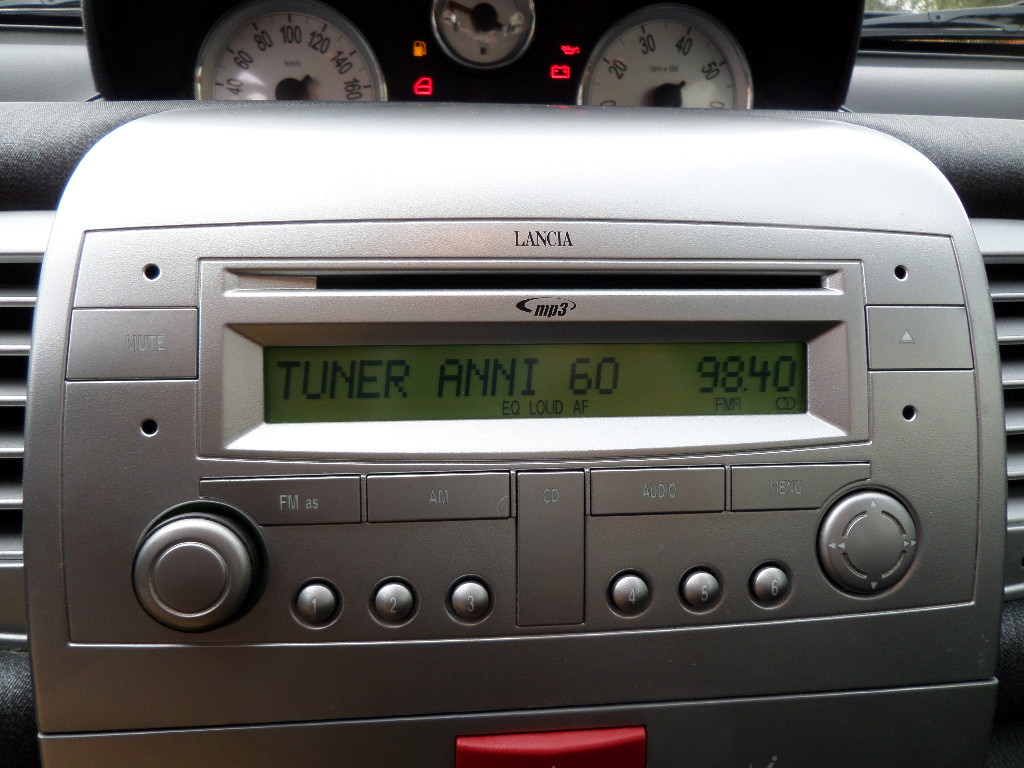 40 60 80 100 120 140 160
km/h
20 30 40 50
LANCIA
mp3
MUTE
TUNER ANNI 60 98.40
EQ LOUD AF FMR
FM as AM CD AUDIO MENU
1 2 3 4 5 6